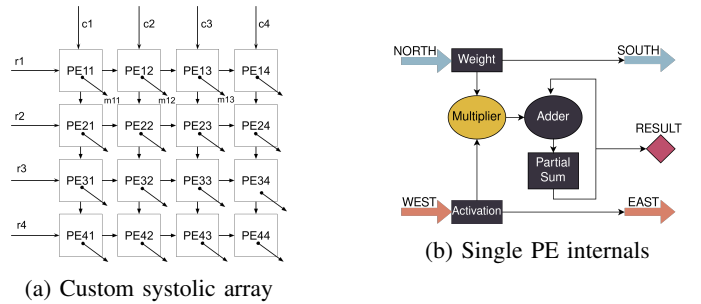 c1 c2 c3 c4
r1 PE11 PE12 PE13 PE14
m11 m12 m13
r2 PE21 PE22 PE23 PE24
r3 PE31 PE32 PE33 PE34
r4 PE41 PE42 PE43 PE44
(a) Custom systolic array
NORTH Weight SOUTH
Multiplier Adder
RESULT
Partial
Sum
WEST Activation EAST
(b) Single PE internals